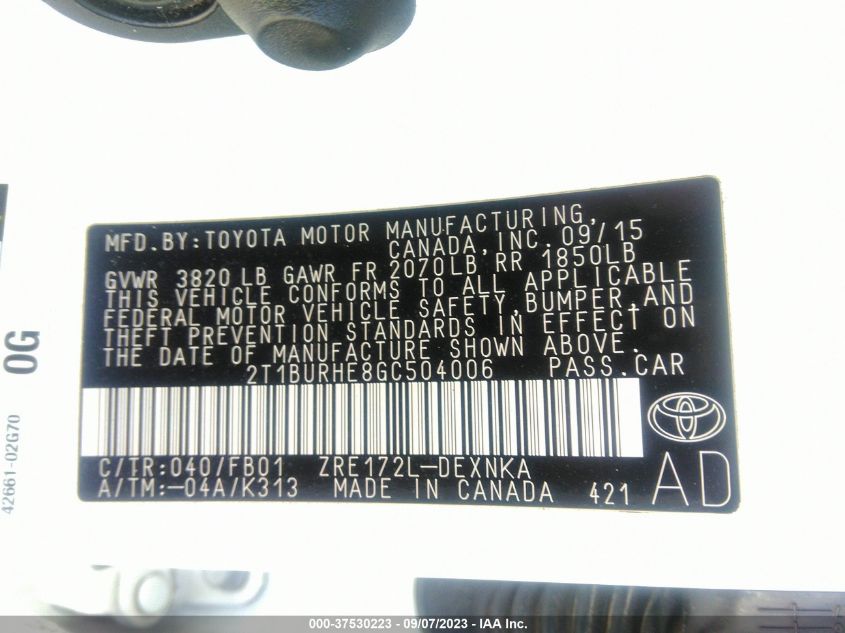 MFD.BY:TOYOTA MOTOR MANUFACTURING,
CANADA,INC. 09/15
GVWR 3820 LB GAWR FR 2070LB RR 1850LB
THIS VEHICLE CONFORMS TO ALL APPLICABLE
FEDERAL MOTOR VEHICLE SAFETY,BUMPER,AND
THEFT PREVENTION STANDARDS IN EFFECT ON
THE DATE OF MANUFACTURE SHOWN ABOVE.
2T1BURHE8GC504006 PASS.CAR
C/TR:040/FB01 ZRE172L-DEXNKA
A/TM:-04A/K313 MADE IN CANADA 421 AD
42661-02G70 0G
000-37530223 - 09/07/2023 - IAA Inc.